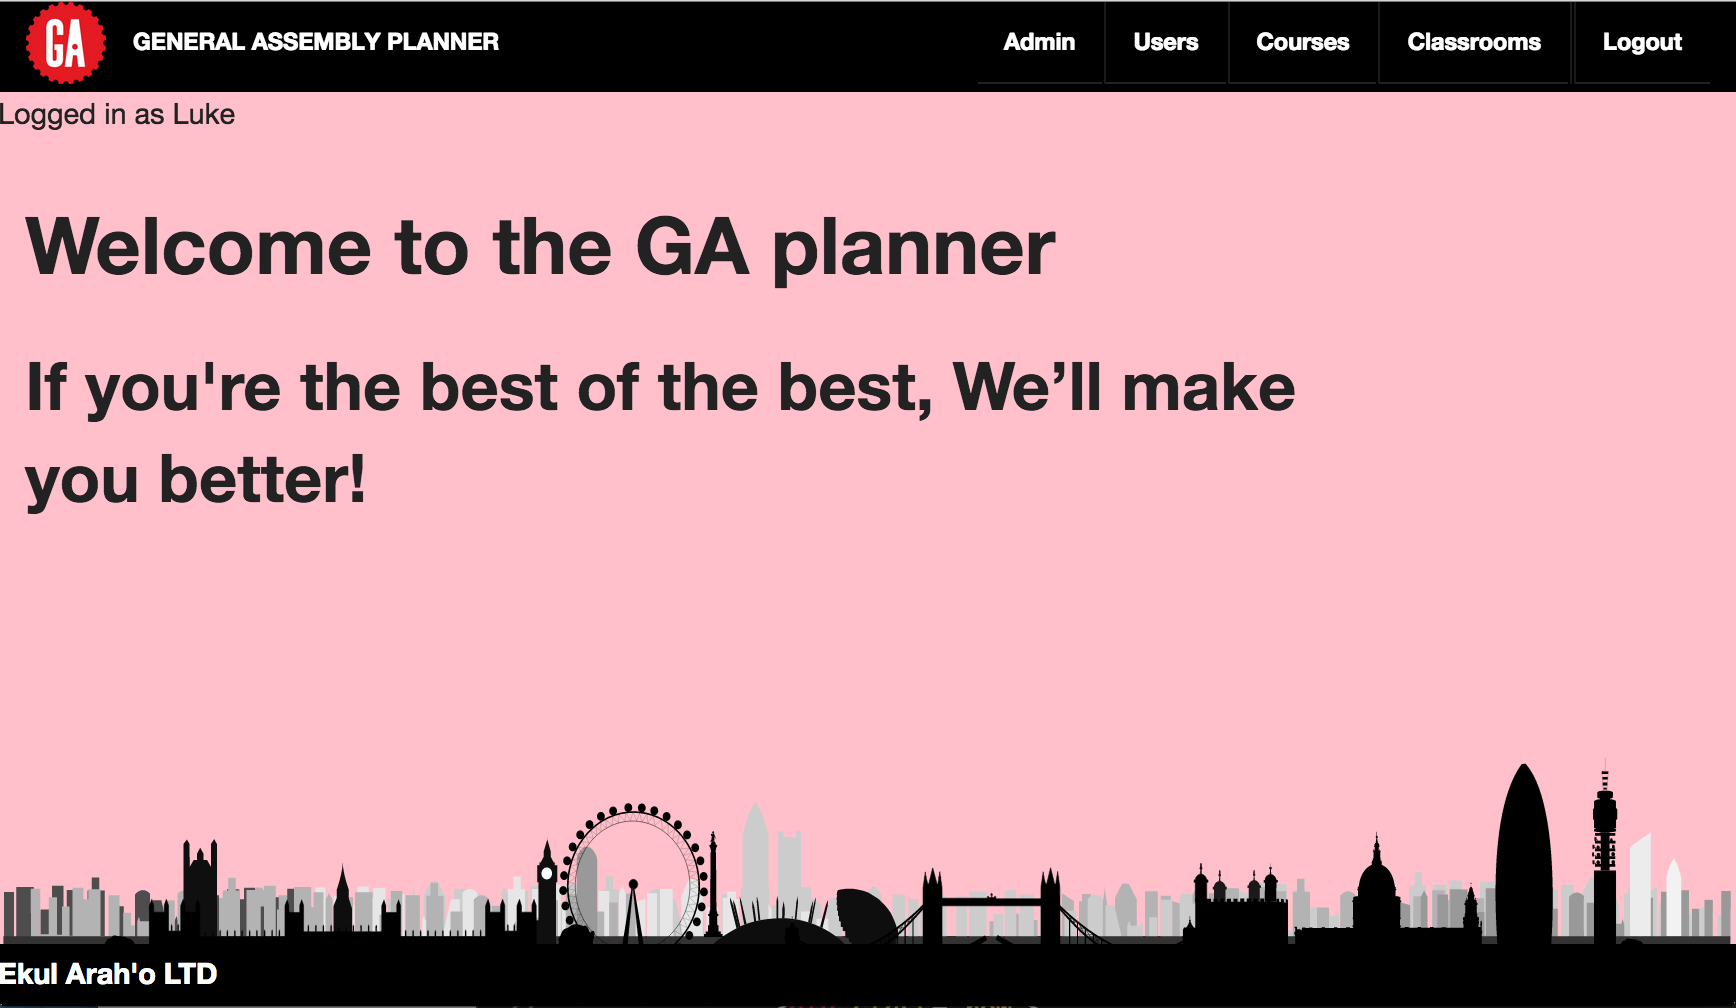 GA
GENERAL ASSEMBLY PLANNER
Admin
Users
Courses
Classrooms
Logout
Logged in as Luke
Welcome to the GA planner
If you're the best of the best, We’ll make
you better!
Ekul Arah'o LTD